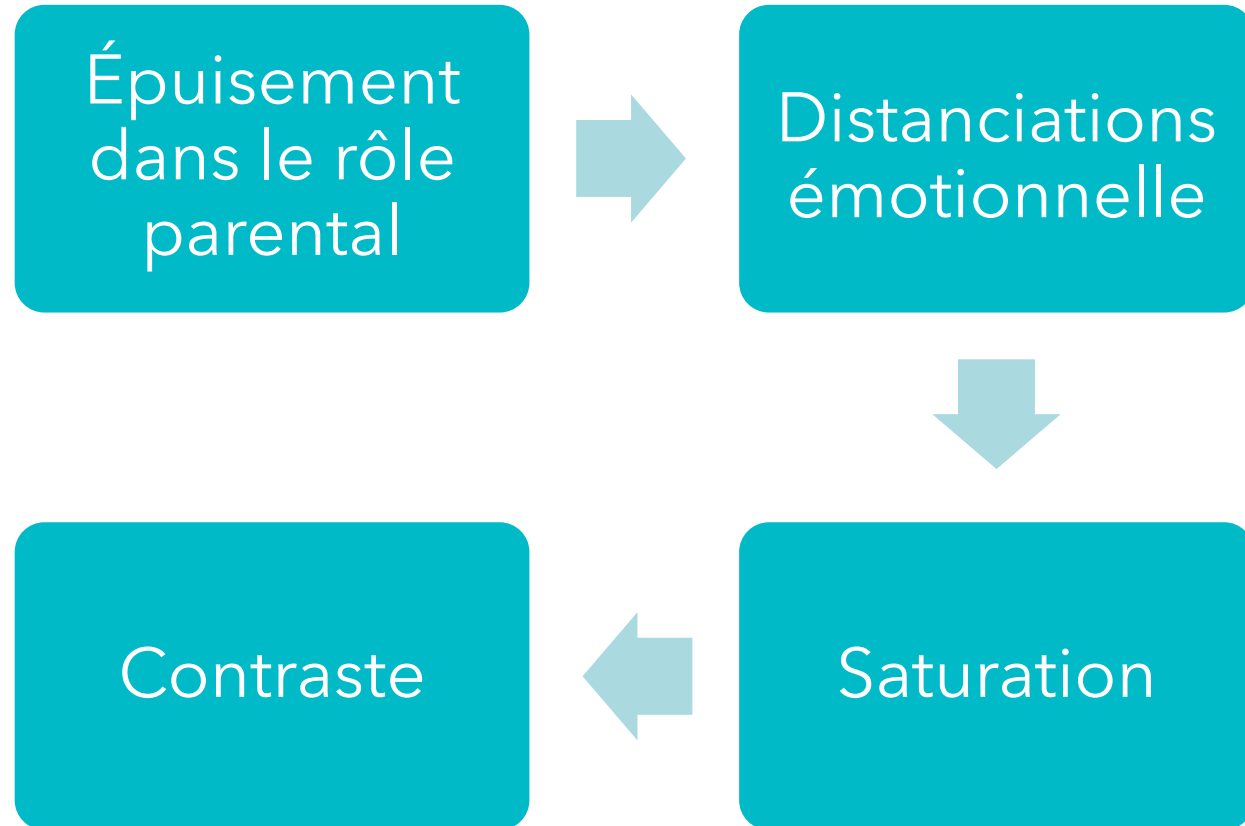 Épuisement
dans le rôle
parental
Distanciations
émotionnelle
Saturation
Contraste